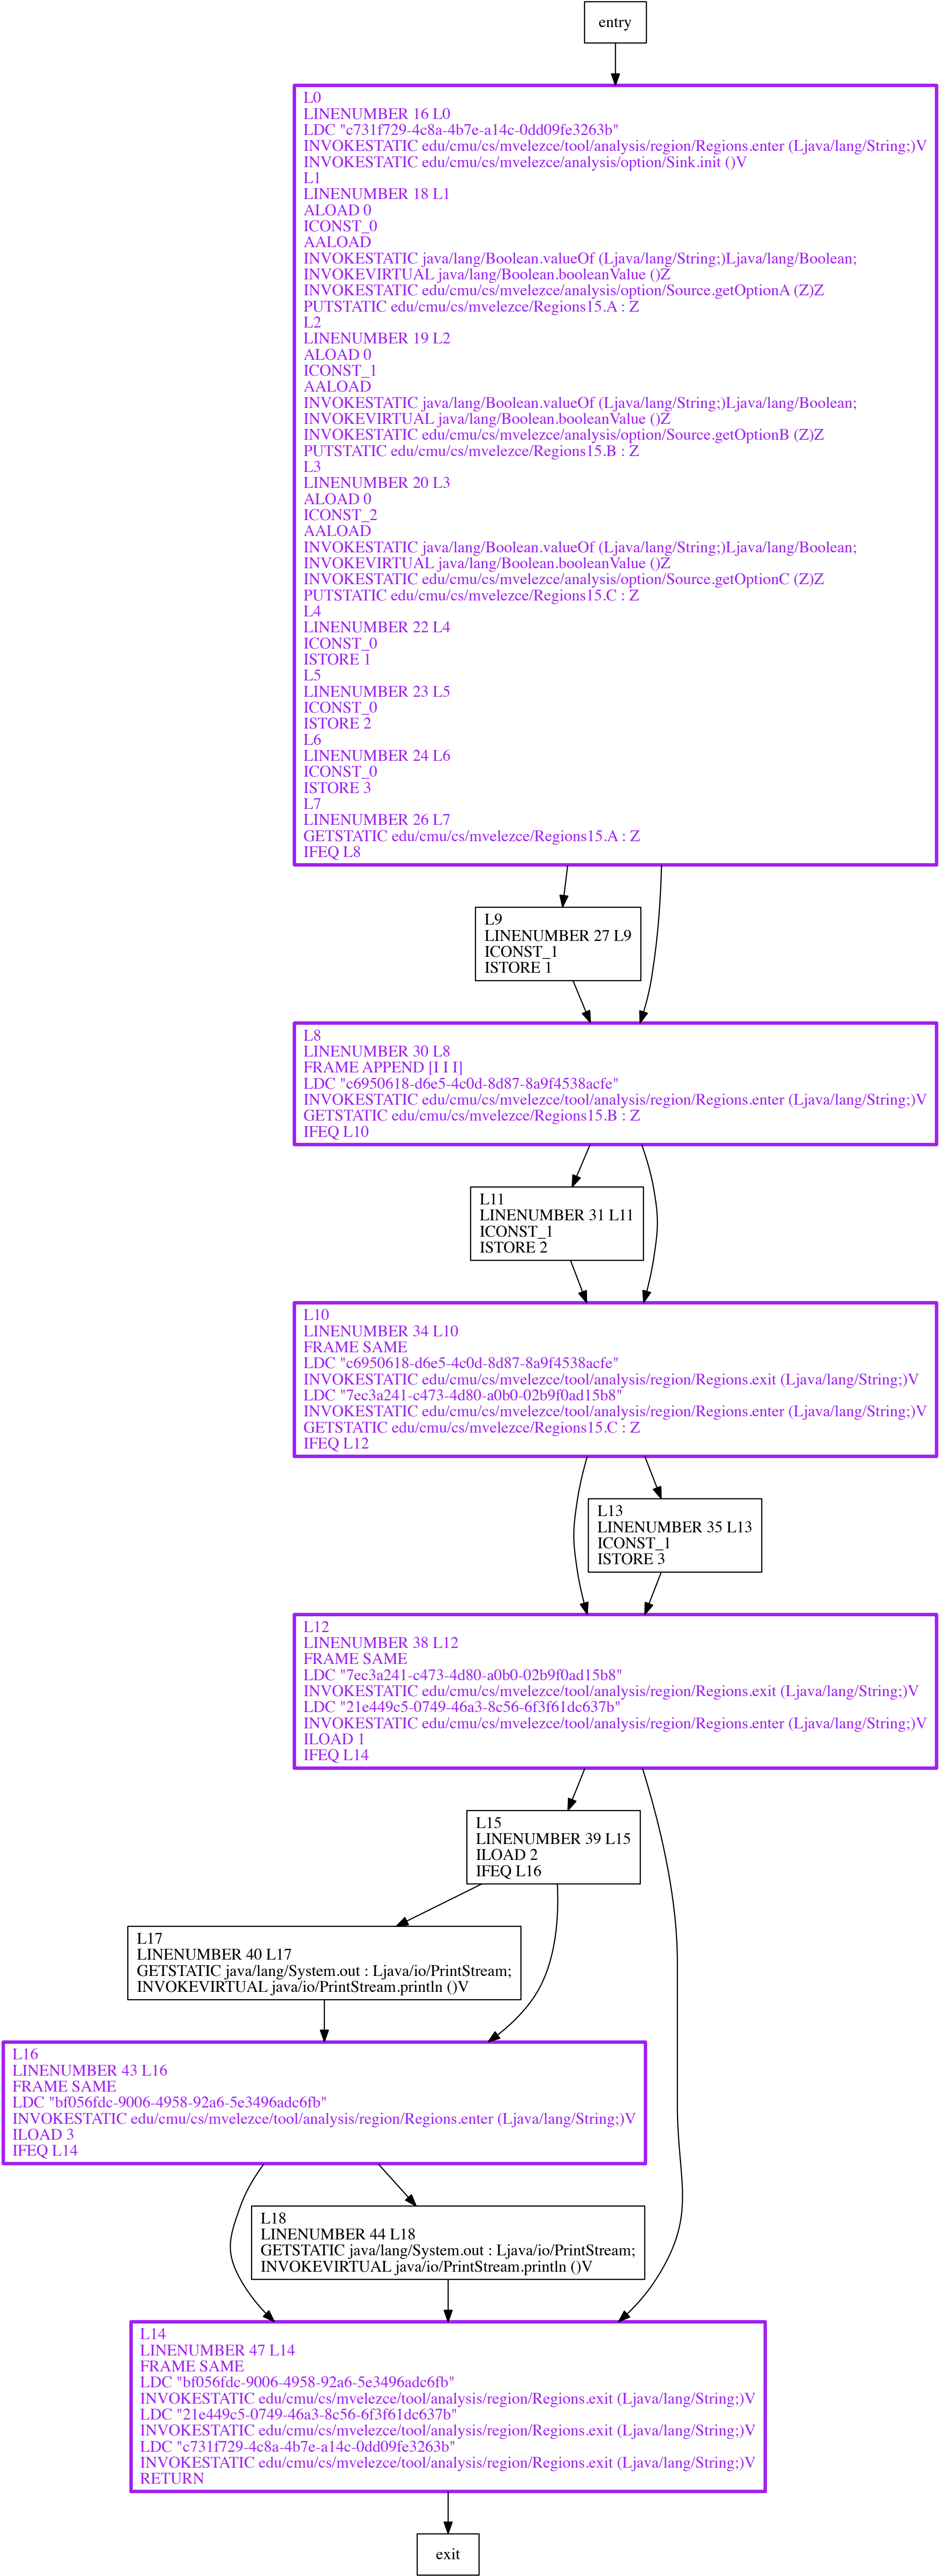 entry
L0
LINENUMBER 16 L0
LDC "c731f729-4c8a-4b7e-a14c-0dd09fe3263b"
INVOKESTATIC edu/cmu/cs/mvelezce/tool/analysis/region/Regions.enter (Ljava/lang/String;)V
INVOKESTATIC edu/cmu/cs/mvelezce/analysis/option/Sink.init ()V
L1
LINENUMBER 18 L1
ALOAD 0
ICONST_0
AALOAD
INVOKESTATIC java/lang/Boolean.valueOf (Ljava/lang/String;)Ljava/lang/Boolean;
INVOKEVIRTUAL java/lang/Boolean.booleanValue ()Z
INVOKESTATIC edu/cmu/cs/mvelezce/analysis/option/Source.getOptionA (Z)Z
PUTSTATIC edu/cmu/cs/mvelezce/Regions15.A : Z
L2
LINENUMBER 19 L2
ALOAD 0
ICONST_1
AALOAD
INVOKESTATIC java/lang/Boolean.valueOf (Ljava/lang/String;)Ljava/lang/Boolean;
INVOKEVIRTUAL java/lang/Boolean.booleanValue ()Z
INVOKESTATIC edu/cmu/cs/mvelezce/analysis/option/Source.getOptionB (Z)Z
PUTSTATIC edu/cmu/cs/mvelezce/Regions15.B : Z
L3
LINENUMBER 20 L3
ALOAD 0
ICONST_2
AALOAD
INVOKESTATIC java/lang/Boolean.valueOf (Ljava/lang/String;)Ljava/lang/Boolean;
INVOKEVIRTUAL java/lang/Boolean.booleanValue ()Z
INVOKESTATIC edu/cmu/cs/mvelezce/analysis/option/Source.getOptionC (Z)Z
PUTSTATIC edu/cmu/cs/mvelezce/Regions15.C : Z
L4
LINENUMBER 22 L4
ICONST_0
ISTORE 1
L5
LINENUMBER 23 L5
ICONST_0
ISTORE 2
L6
LINENUMBER 24 L6
ICONST_0
ISTORE 3
L7
LINENUMBER 26 L7
GETSTATIC edu/cmu/cs/mvelezce/Regions15.A : Z
IFEQ L8
L9
LINENUMBER 27 L9
ICONST_1
ISTORE 1
L8
LINENUMBER 30 L8
FRAME APPEND [I I I]
LDC "c6950618-d6e5-4c0d-8d87-8a9f4538acfe"
INVOKESTATIC edu/cmu/cs/mvelezce/tool/analysis/region/Regions.enter (Ljava/lang/String;)V
GETSTATIC edu/cmu/cs/mvelezce/Regions15.B : Z
IFEQ L10
L11
LINENUMBER 31 L11
ICONST_1
ISTORE 2
L10
LINENUMBER 34 L10
FRAME SAME
LDC "c6950618-d6e5-4c0d-8d87-8a9f4538acfe"
INVOKESTATIC edu/cmu/cs/mvelezce/tool/analysis/region/Regions.exit (Ljava/lang/String;)V
LDC "7ec3a241-c473-4d80-a0b0-02b9f0ad15b8"
INVOKESTATIC edu/cmu/cs/mvelezce/tool/analysis/region/Regions.enter (Ljava/lang/String;)V
GETSTATIC edu/cmu/cs/mvelezce/Regions15.C : Z
IFEQ L12
L13
LINENUMBER 35 L13
ICONST_1
ISTORE 3
L12
LINENUMBER 38 L12
FRAME SAME
LDC "7ec3a241-c473-4d80-a0b0-02b9f0ad15b8"
INVOKESTATIC edu/cmu/cs/mvelezce/tool/analysis/region/Regions.exit (Ljava/lang/String;)V
LDC "21e449c5-0749-46a3-8c56-6f3f61dc637b"
INVOKESTATIC edu/cmu/cs/mvelezce/tool/analysis/region/Regions.enter (Ljava/lang/String;)V
ILOAD 1
IFEQ L14
L15
LINENUMBER 39 L15
ILOAD 2
IFEQ L16
L17
LINENUMBER 40 L17
GETSTATIC java/lang/System.out : Ljava/io/PrintStream;
INVOKEVIRTUAL java/io/PrintStream.println ()V
L16
LINENUMBER 43 L16
FRAME SAME
LDC "bf056fdc-9006-4958-92a6-5e3496adc6fb"
INVOKESTATIC edu/cmu/cs/mvelezce/tool/analysis/region/Regions.enter (Ljava/lang/String;)V
ILOAD 3
IFEQ L14
L18
LINENUMBER 44 L18
GETSTATIC java/lang/System.out : Ljava/io/PrintStream;
INVOKEVIRTUAL java/io/PrintStream.println ()V
L14
LINENUMBER 47 L14
FRAME SAME
LDC "bf056fdc-9006-4958-92a6-5e3496adc6fb"
INVOKESTATIC edu/cmu/cs/mvelezce/tool/analysis/region/Regions.exit (Ljava/lang/String;)V
LDC "21e449c5-0749-46a3-8c56-6f3f61dc637b"
INVOKESTATIC edu/cmu/cs/mvelezce/tool/analysis/region/Regions.exit (Ljava/lang/String;)V
LDC "c731f729-4c8a-4b7e-a14c-0dd09fe3263b"
INVOKESTATIC edu/cmu/cs/mvelezce/tool/analysis/region/Regions.exit (Ljava/lang/String;)V
RETURN
exit